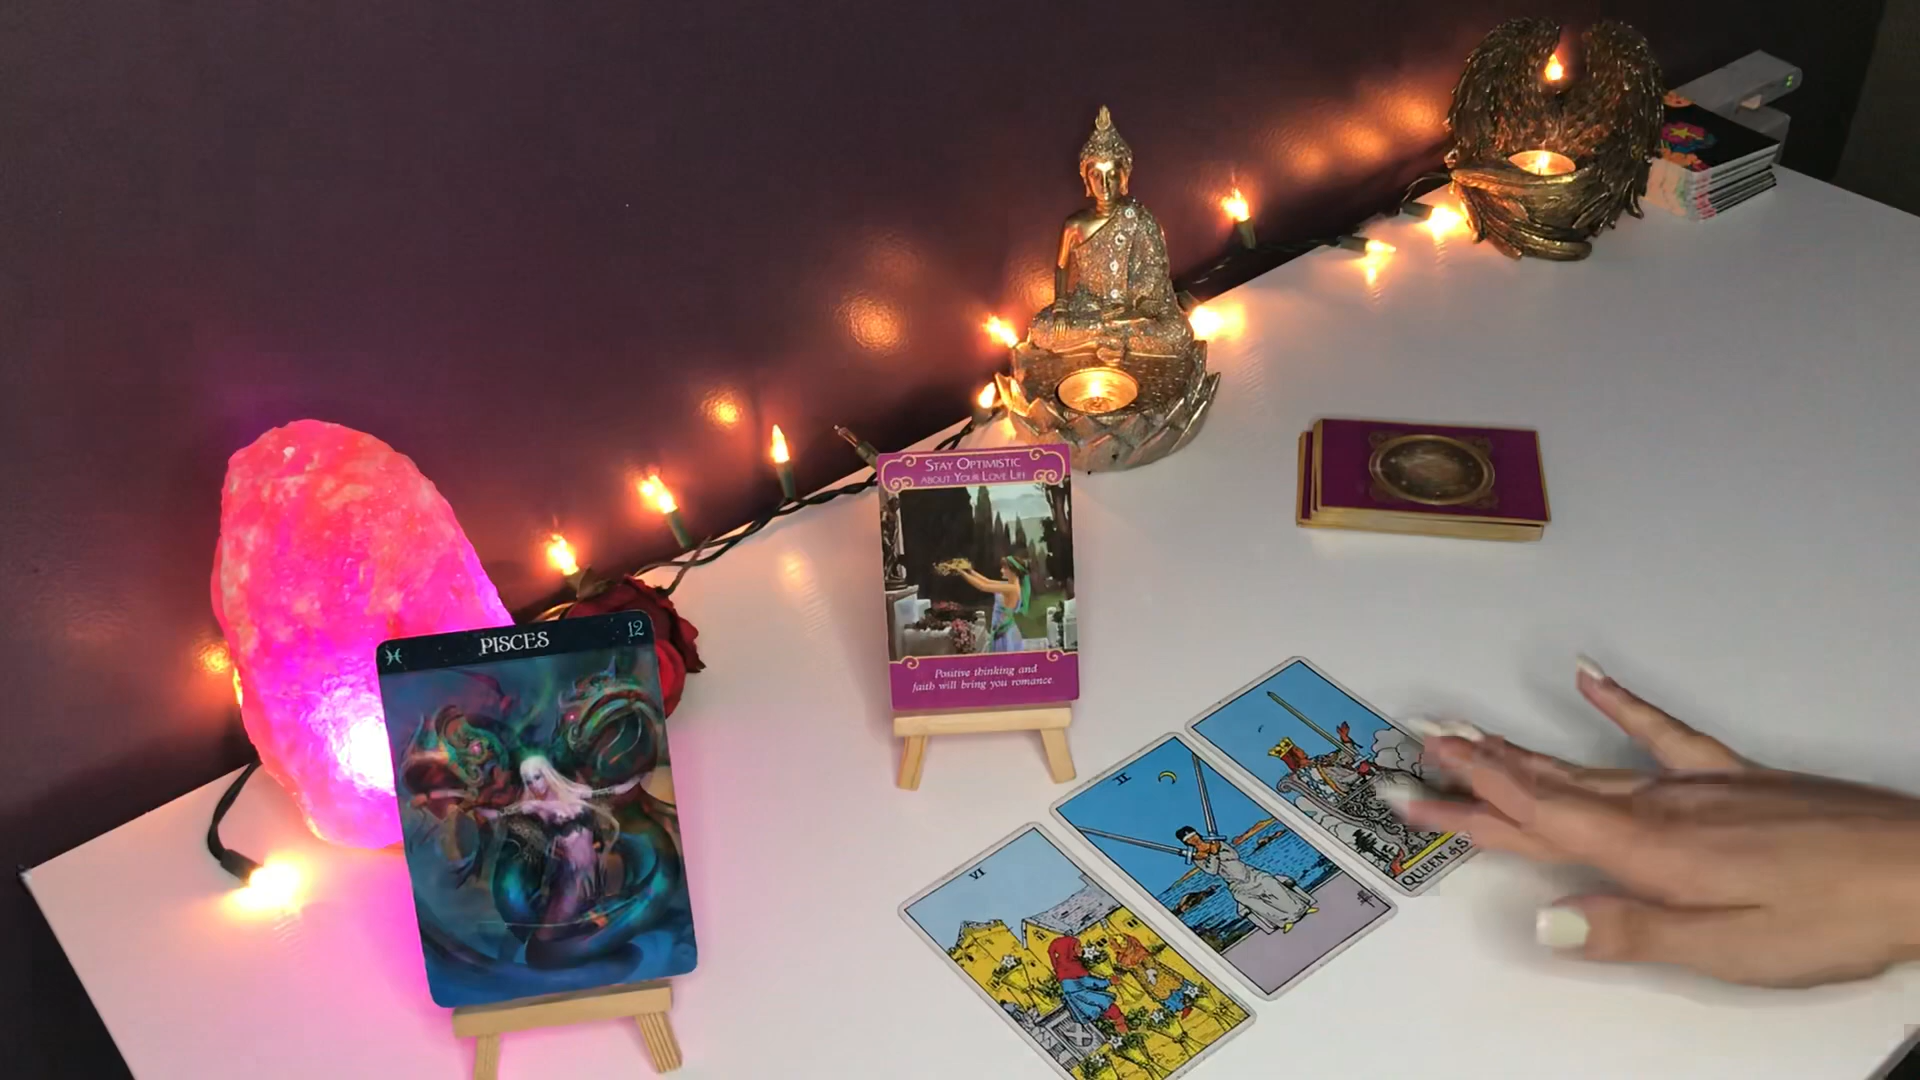 PISCES
12
STAY OPTIMISTIC
ABOUT YOUR LOVE LIFE
Positive thinking and
faith will bring you romance.
VI
II
QUEEN of S